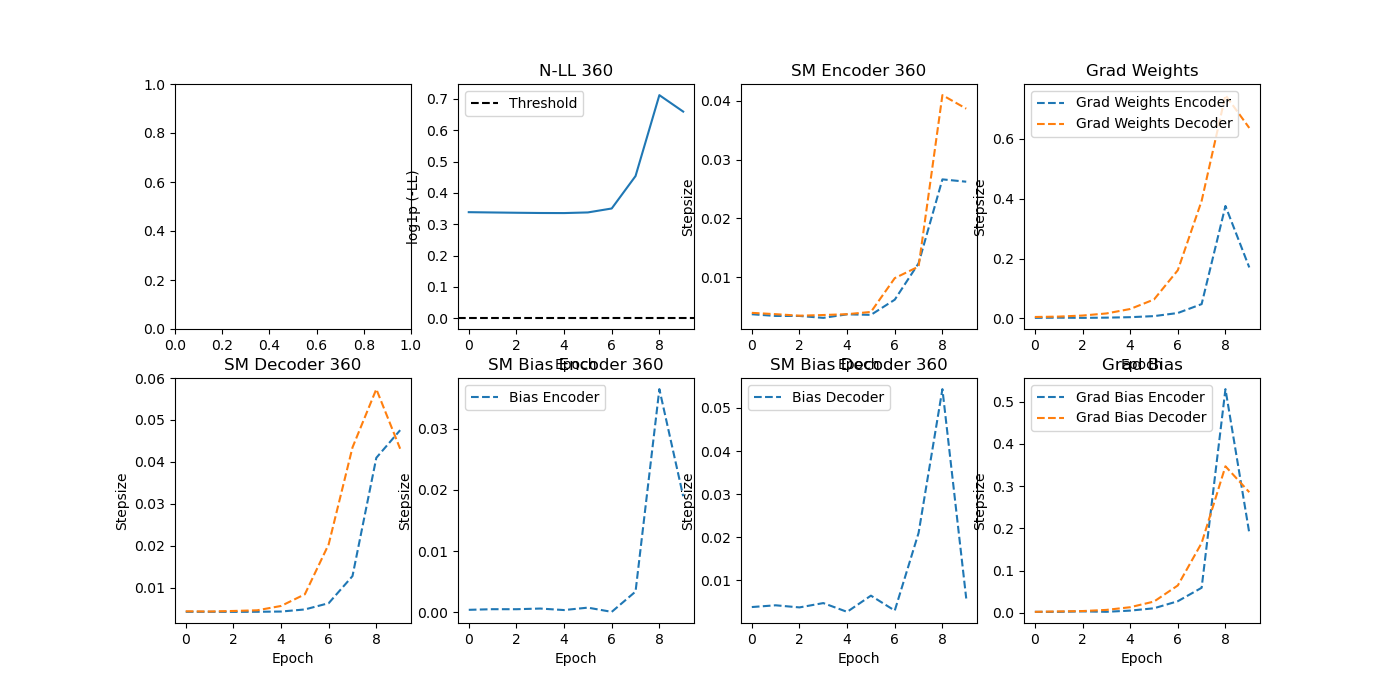 N-LL 360
SM Encoder 360
Grad Weights
1.0
0.8
0.6
0.4
0.2
0.0
0.0 0.2 0.4 0.6 0.8 1.0
log1p (-LL)
0.7
0.6
0.5
0.4
0.3
0.2
0.1
0.0
Threshold
0 2 4 6 8
Epoch
Stepsize
0.04
0.03
0.02
0.01
0 2 4 6 8
Epoch
Stepsize
0.6
0.4
0.2
0.0
Grad Weights Encoder
Grad Weights Decoder
0 2 4 6 8
Epoch
SM Decoder 360
SM Bias Encoder 360
SM Bias Decoder 360
Grad Bias
Stepsize
0.06
0.05
0.04
0.03
0.02
0.01
0 2 4 6 8
Epoch
Stepsize
0.03
0.02
0.01
0.00
Bias Encoder
0 2 4 6 8
Epoch
Stepsize
0.05
0.04
0.03
0.02
0.01
Bias Decoder
0 2 4 6 8
Epoch
Stepsize
0.5
0.4
0.3
0.2
0.1
0.0
Grad Bias Encoder
Grad Bias Decoder
0 2 4 6 8
Epoch